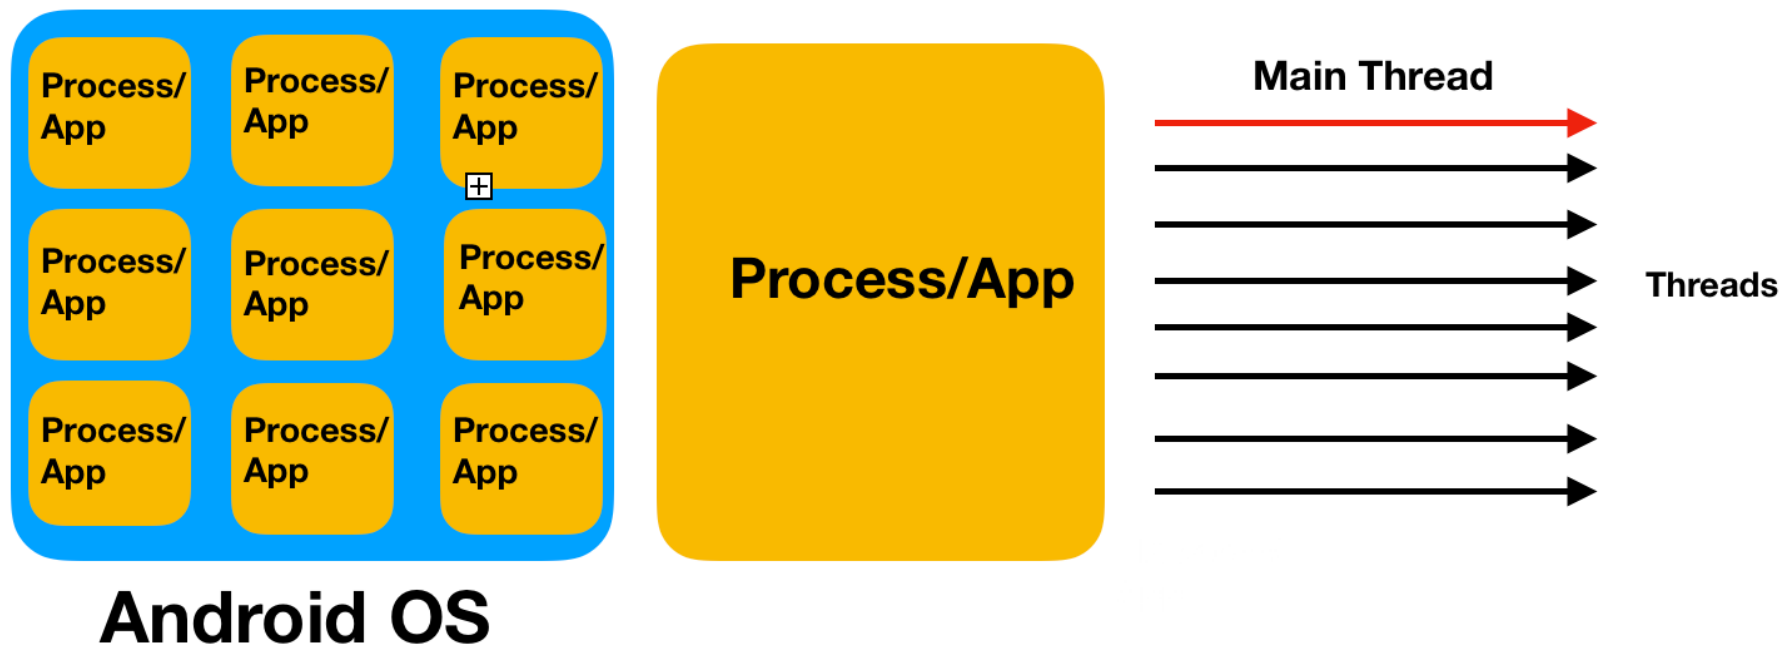 Process/
App
Process/
App
Process/
App
Process/
App
Process/
App
Process/
App
Process/
App
Process/
App
Process/
App
Android OS
Process/App
Main Thread
Threads